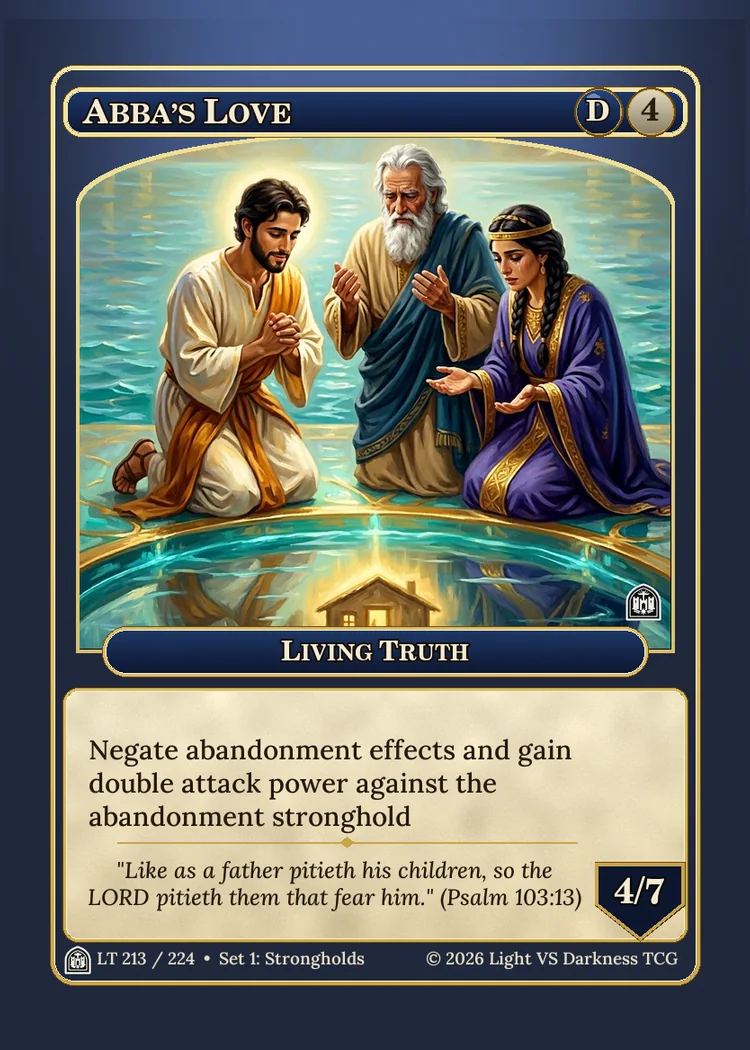 Abba's Love D 4
Living Truth
Negate abandonment effects and gain
double attack power against the
abandonment stronghold
"Like as a father pitieth his children, so the
LORD pitieth them that fear him." (Psalm 103:13)
4/7
LT 213 / 224 • Set 1: Strongholds © 2026 Light VS Darkness TCG